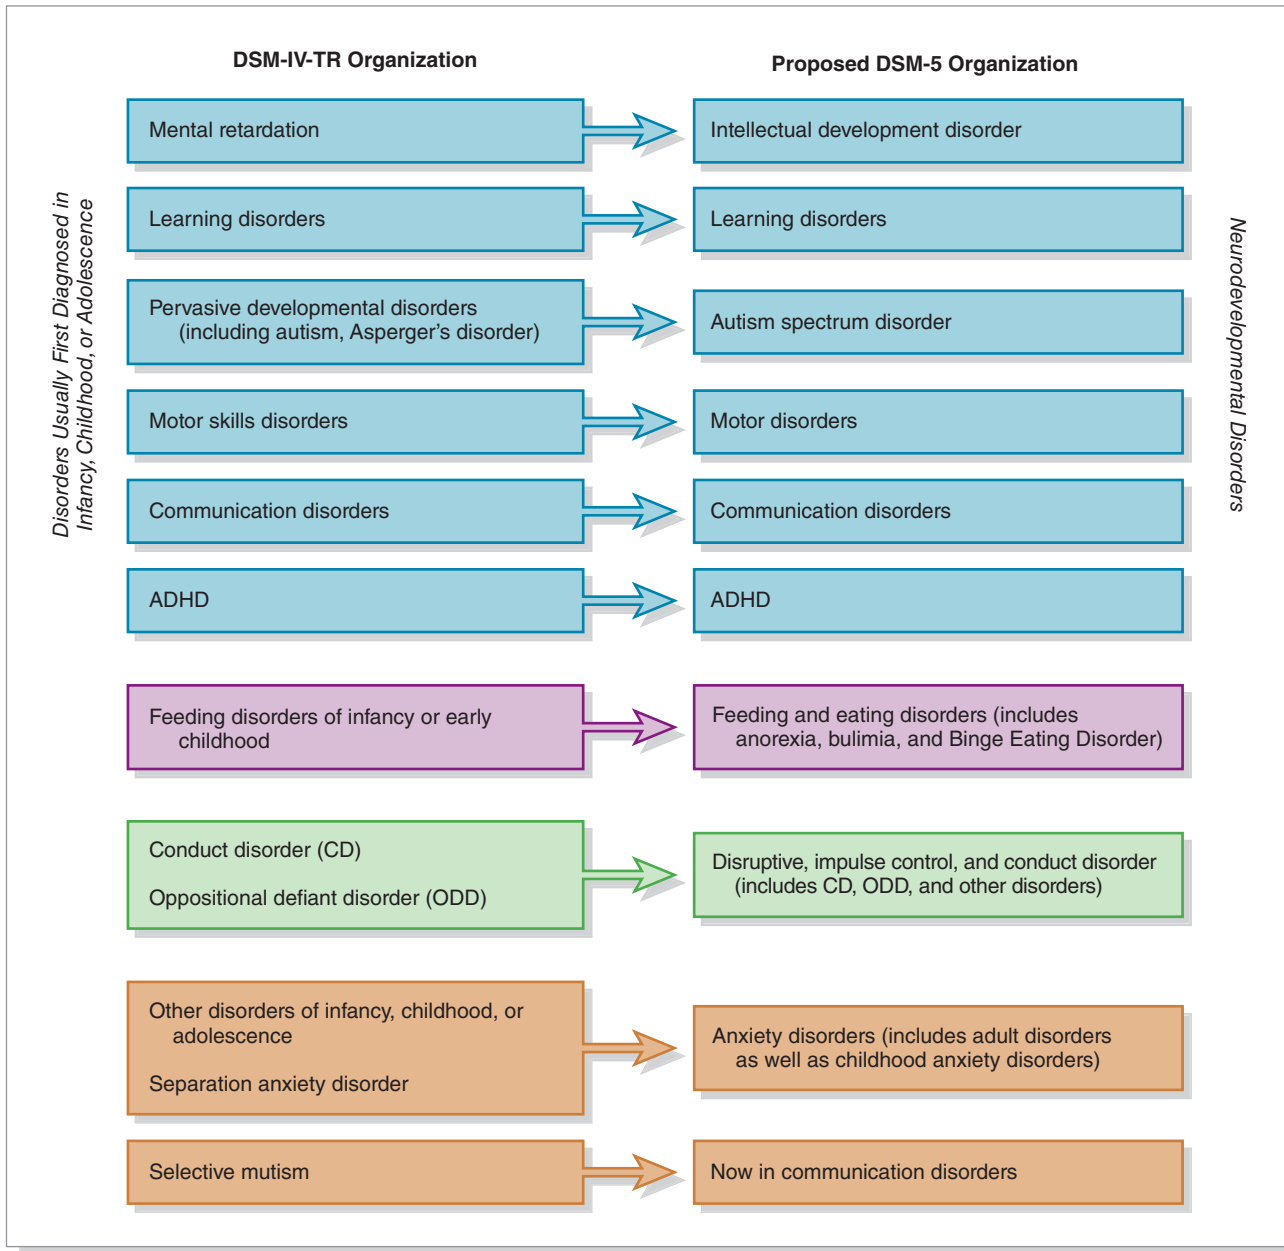 DSM-IV-TR Organization
Proposed DSM-5 Organization
Disorders Usually First Diagnosed in
Infancy, Childhood, or Adolescence
Neurodevelopmental Disorders
Mental retardation
Intellectual development disorder
Learning disorders
Learning disorders
Pervasive developmental disorders
(including autism, Asperger’s disorder)
Autism spectrum disorder
Motor skills disorders
Motor disorders
Communication disorders
Communication disorders
ADHD
ADHD
Feeding disorders of infancy or early
childhood
Feeding and eating disorders (includes
anorexia, bulimia, and Binge Eating Disorder)
Conduct disorder (CD)
Oppositional defiant disorder (ODD)
Disruptive, impulse control, and conduct disorder
(includes CD, ODD, and other disorders)
Other disorders of infancy, childhood, or
adolescence
Separation anxiety disorder
Anxiety disorders (includes adult disorders
as well as childhood anxiety disorders)
Selective mutism
Now in communication disorders